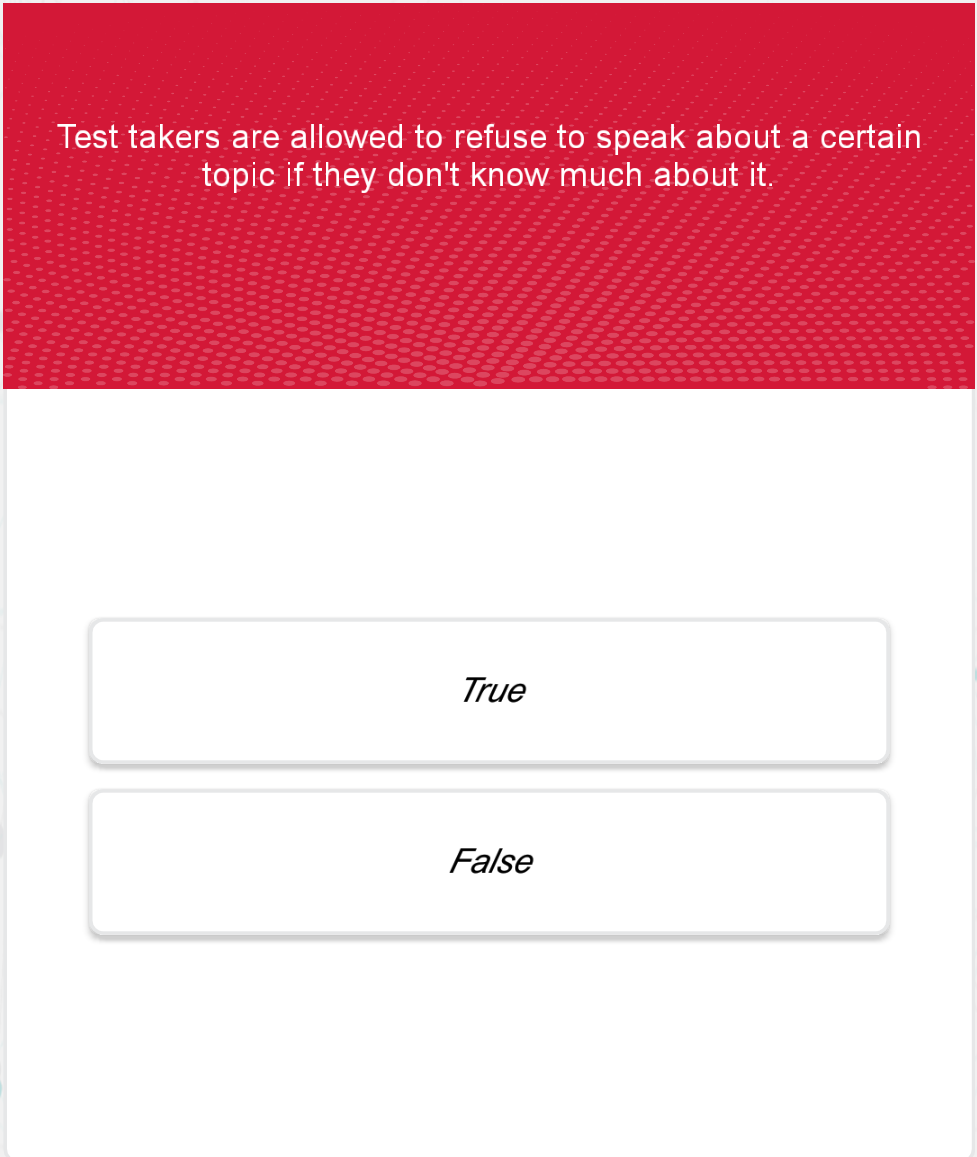 Test takers are allowed to refuse to speak about a certain
topic if they don't know much about it.
True
False